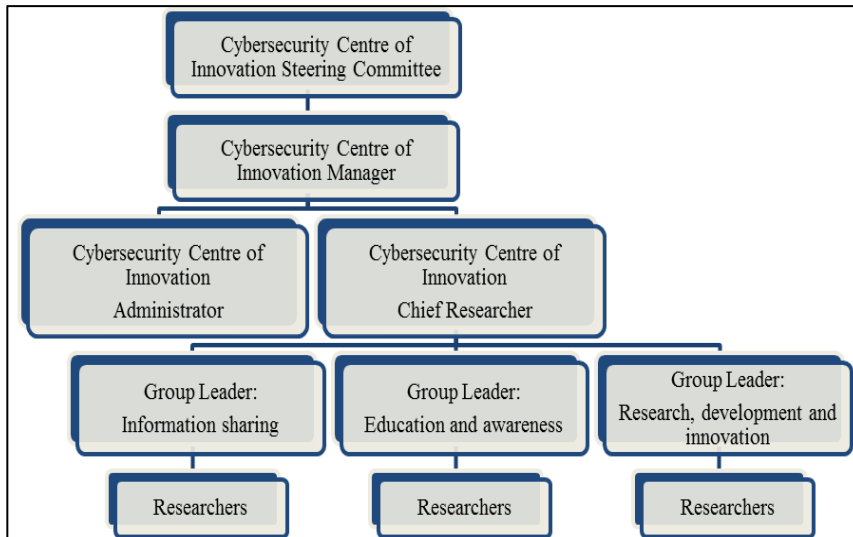 Cybersecurity Centre of
Innovation Steering Committee
Cybersecurity Centre of
Innovation Manager
Cybersecurity Centre of
Innovation
Administrator
Cybersecurity Centre of
Innovation
Chief Researcher
Group Leader:
Information sharing
Group Leader:
Education and awareness
Group Leader:
Research, development and
innovation
Researchers
Researchers
Researchers